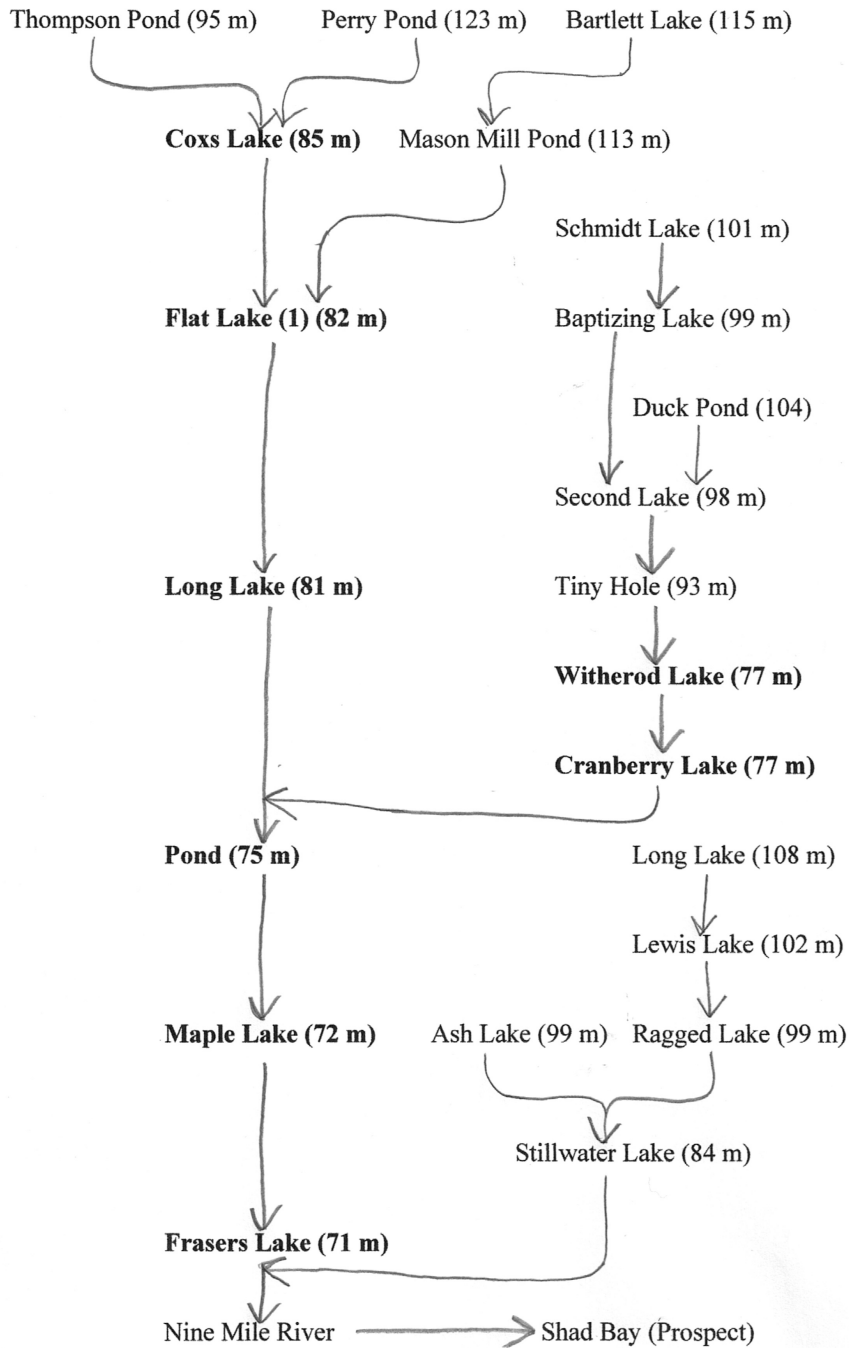 Thompson Pond (95 m) Perry Pond (123 m) Bartlett Lake (115 m)
Coxs Lake (85 m) Mason Mill Pond (113 m)
Schmidt Lake (101 m)
Flat Lake (1) (82 m) Baptizing Lake (99 m)
Duck Pond (104)
Second Lake (98 m)
Long Lake (81 m) Tiny Hole (93 m)
Witherod Lake (77 m)
Cranberry Lake (77 m)
Pond (75 m) Long Lake (108 m)
Lewis Lake (102 m)
Maple Lake (72 m) Ash Lake (99 m) Ragged Lake (99 m)
Stillwater Lake (84 m)
Frasers Lake (71 m)
Nine Mile River Shad Bay (Prospect)